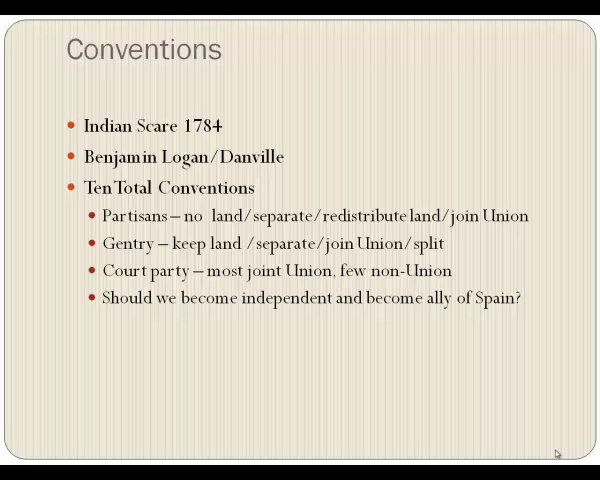 Conventions
Indian Scare 1784
Benjamin Logan/Danville
Ten Total Conventions
Partisans – no land/separate/redistribute land/join Union
Gentry – keep land /separate/join Union/split
Court party – most joint Union, few non-Union
Should we become independent and become ally of Spain?